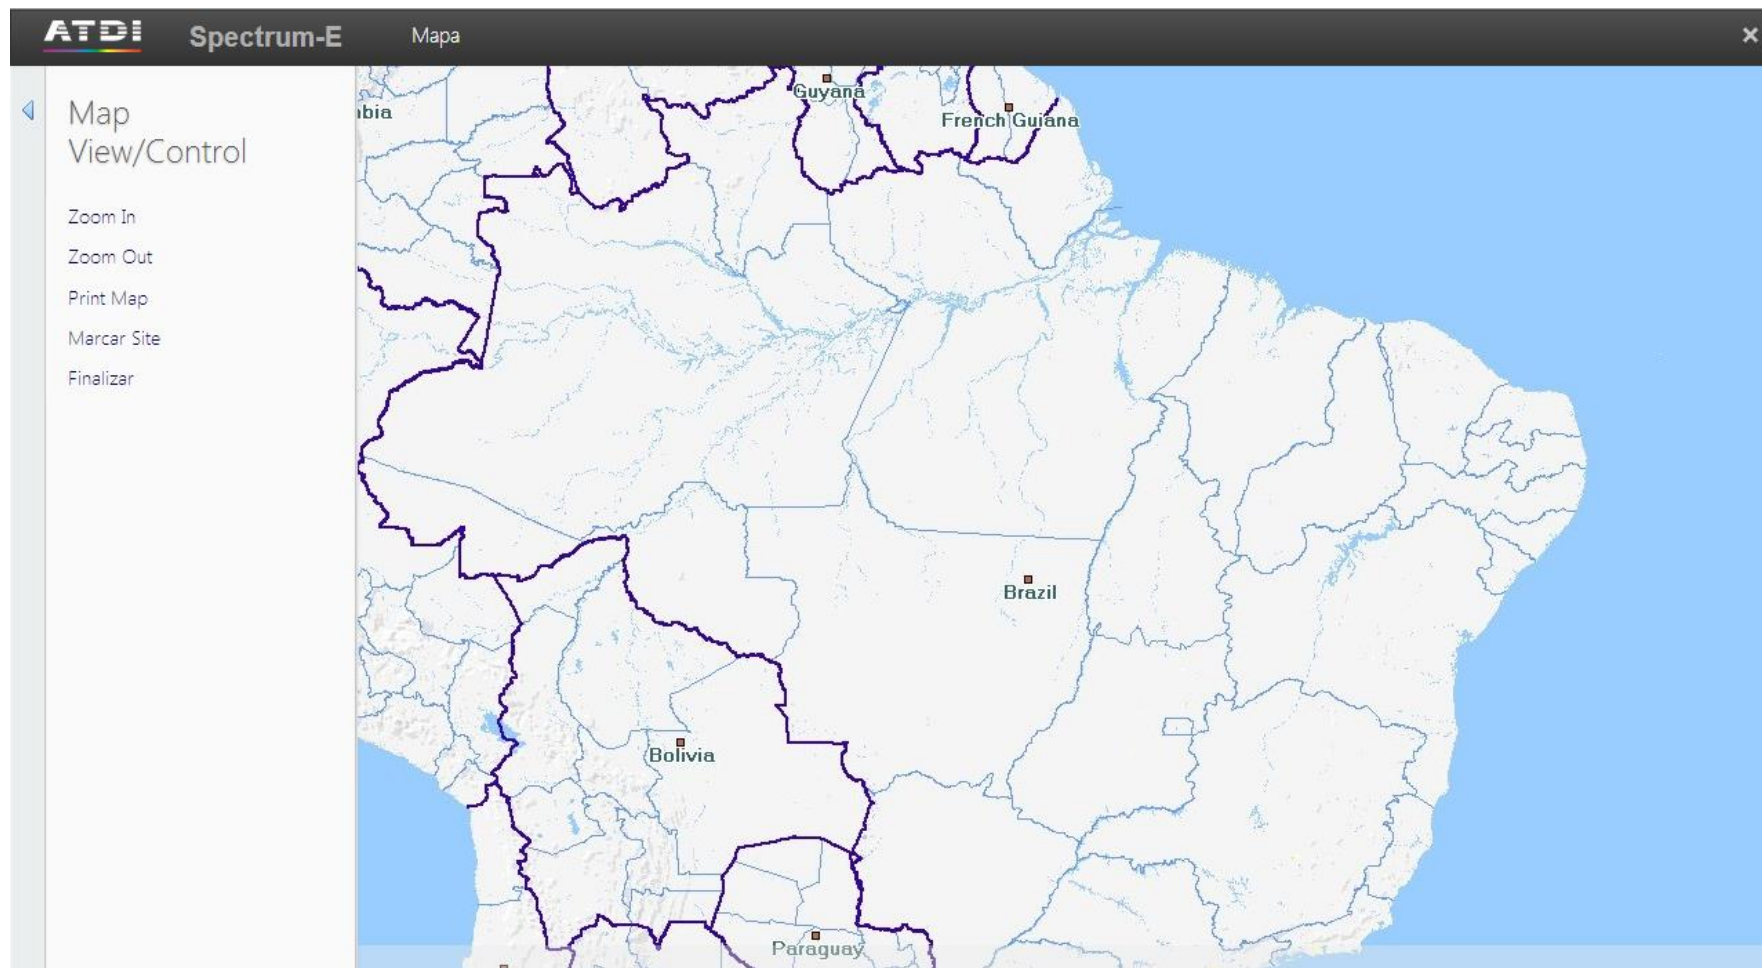 ATDI Spectrum-E Mapa ×
Map
View/Control
Zoom In
Zoom Out
Print Map
Marcar Site
Finalizar
bia
Guyana
French Guiana
Brazil
Bolivia
Paraguay